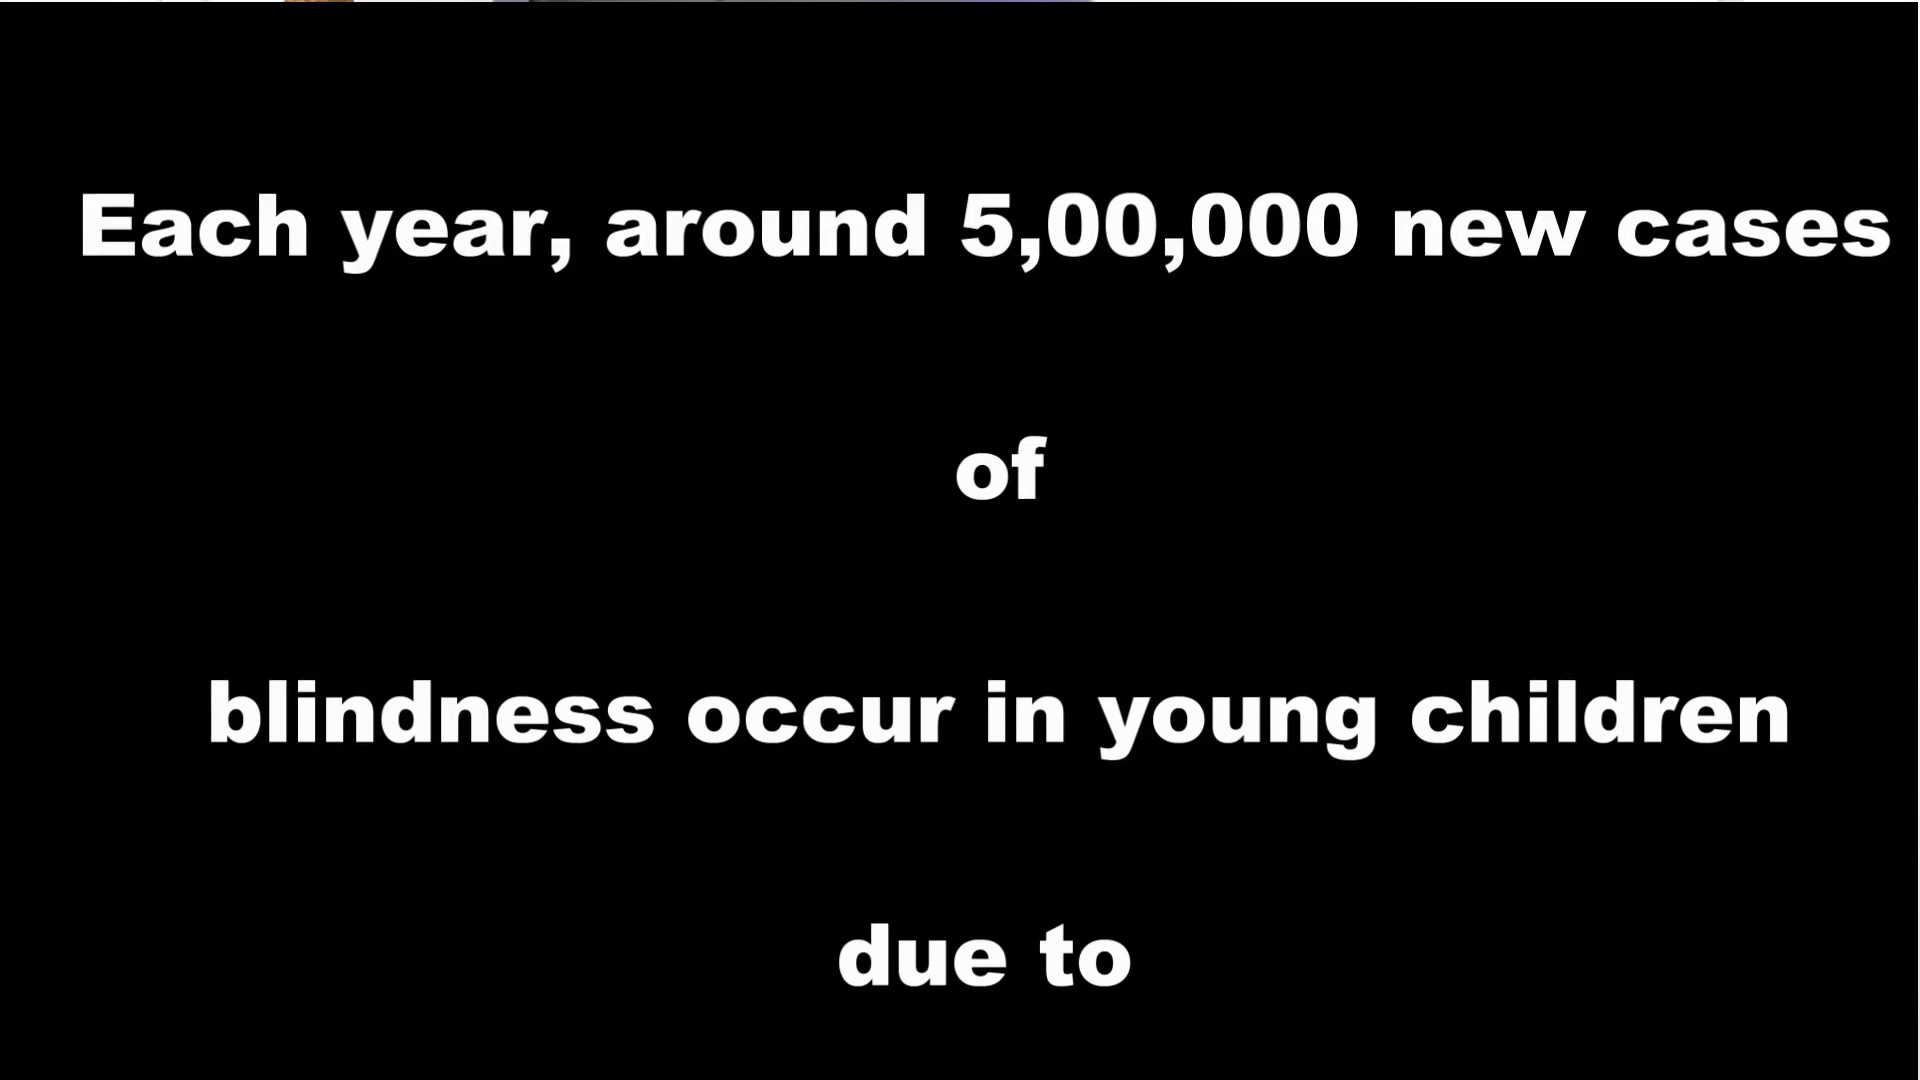 Each year, around 5,00,000 new cases
of
blindness occur in young children
due to